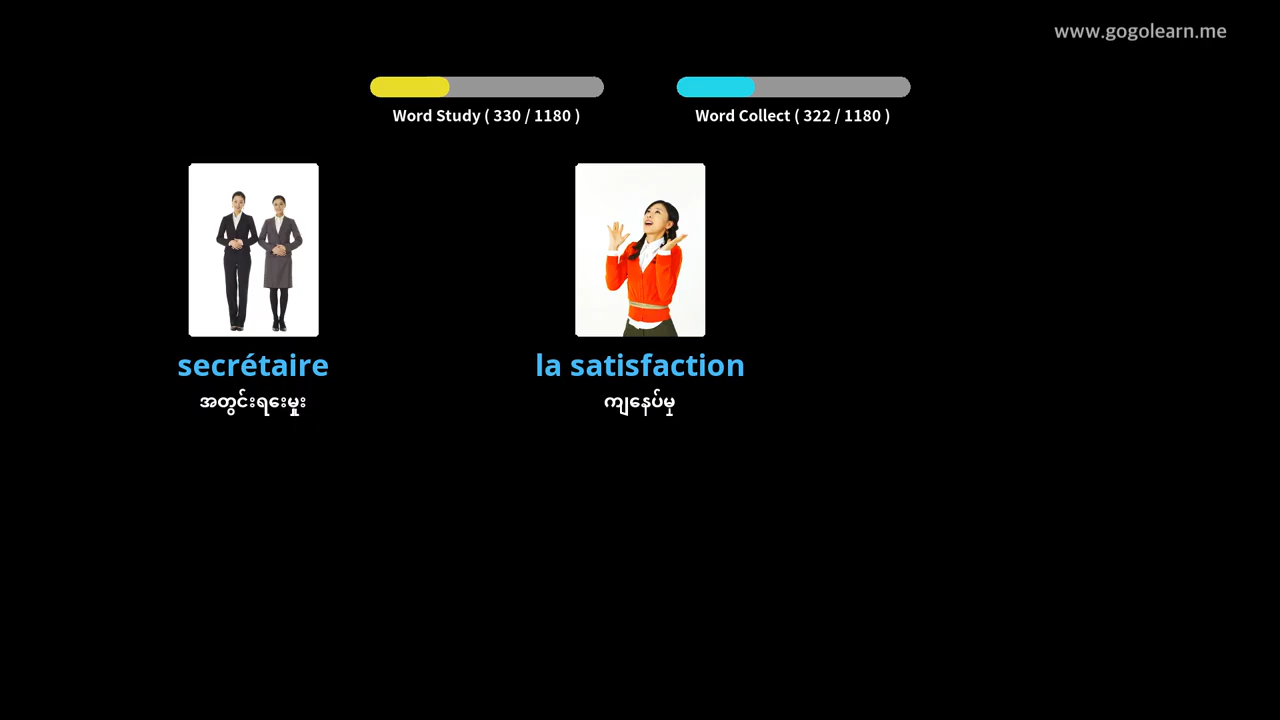 www.gogolearn.me
Word Study ( 330 / 1180 )
Word Collect ( 322 / 1180 )
secrétaire
la satisfaction
အတွင်းရေးမှူး
ကျေနပ်မှု